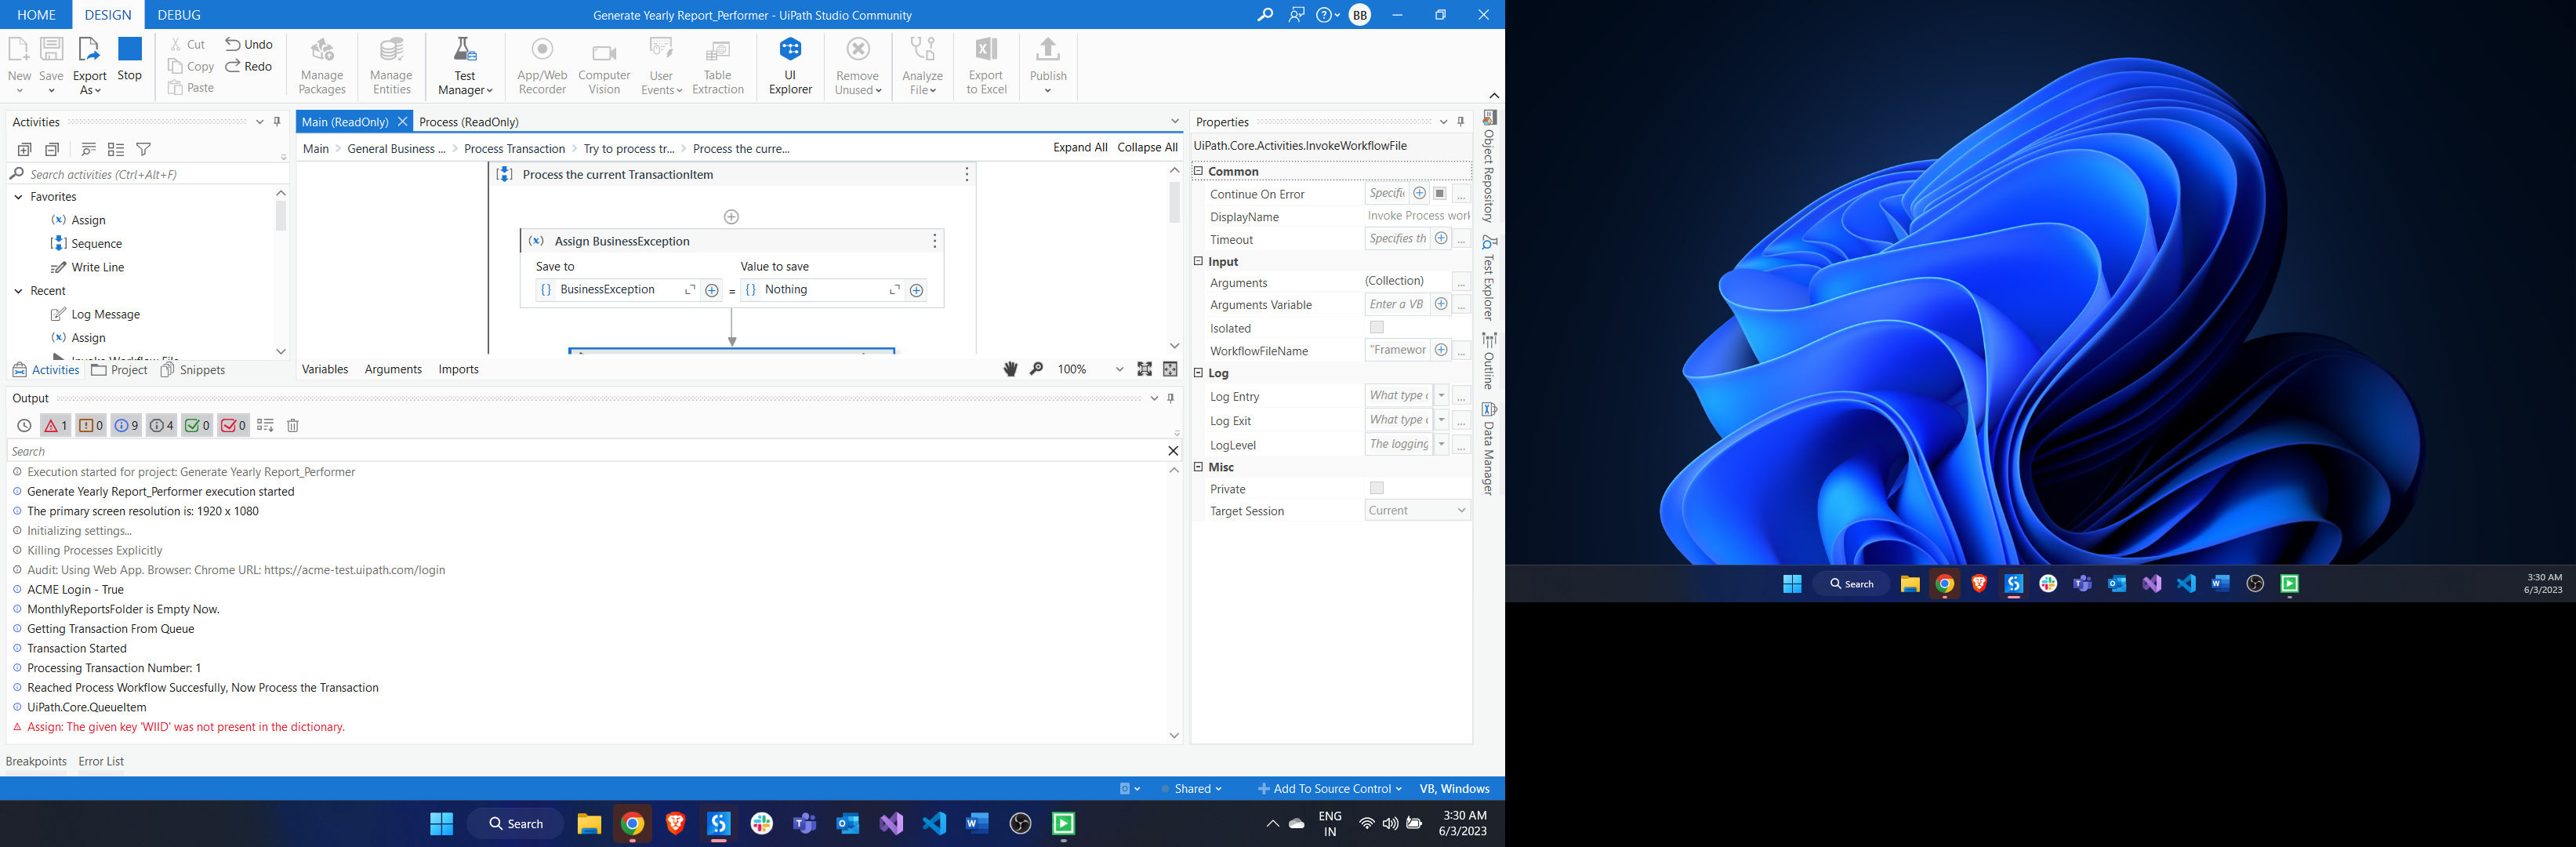 HOME DESIGN DEBUG
Generate Yearly Report_Performer - UiPath Studio Community
BB
New
Save
Export As
Stop
Cut
Copy
Paste
Undo
Redo
Manage Packages
Manage Entities
Test Manager
App/Web Recorder
Computer Vision
User Events
Table Extraction
UI Explorer
Remove Unused
Analyze File
Export to Excel
Publish
Activities
Search activities (Ctrl+Alt+F)
Favorites
Assign
Sequence
Write Line
Recent
Log Message
Assign
Invoke Workflow File
Activities Project Snippets
Main (ReadOnly) Process (ReadOnly)
Main > General Business ... > Process Transaction > Try to process tr... > Process the curre...
Expand All Collapse All
Process the current TransactionItem
Assign BusinessException
Save to Value to save
BusinessException = Nothing
Variables Arguments Imports
100%
Properties
UiPath.Core.Activities.InvokeWorkflowFile
Common
Continue On Error Specifi
DisplayName Invoke Process work
Timeout Specifies th
Input
Arguments (Collection)
Arguments Variable Enter a VB
Isolated
WorkflowFileName "Framewor
Log
Log Entry What type c
Log Exit What type c
LogLevel The logging
Misc
Private
Target Session Current
Object Repository
Test Explorer
Outline
Data Manager
Output
1 0 9 4 0 0
Search
Execution started for project: Generate Yearly Report_Performer
Generate Yearly Report_Performer execution started
The primary screen resolution is: 1920 x 1080
Initializing settings...
Killing Processes Explicitly
Audit: Using Web App. Browser: Chrome URL: https://acme-test.uipath.com/login
ACME Login - True
MonthlyReportsFolder is Empty Now.
Getting Transaction From Queue
Transaction Started
Processing Transaction Number: 1
Reached Process Workflow Succesfully, Now Process the Transaction
UiPath.Core.QueueItem
Assign: The given key 'WIID' was not present in the dictionary.
Breakpoints Error List
Shared Add To Source Control VB, Windows
Search
ENG IN
3:30 AM
6/3/2023
Search
3:30 AM
6/3/2023